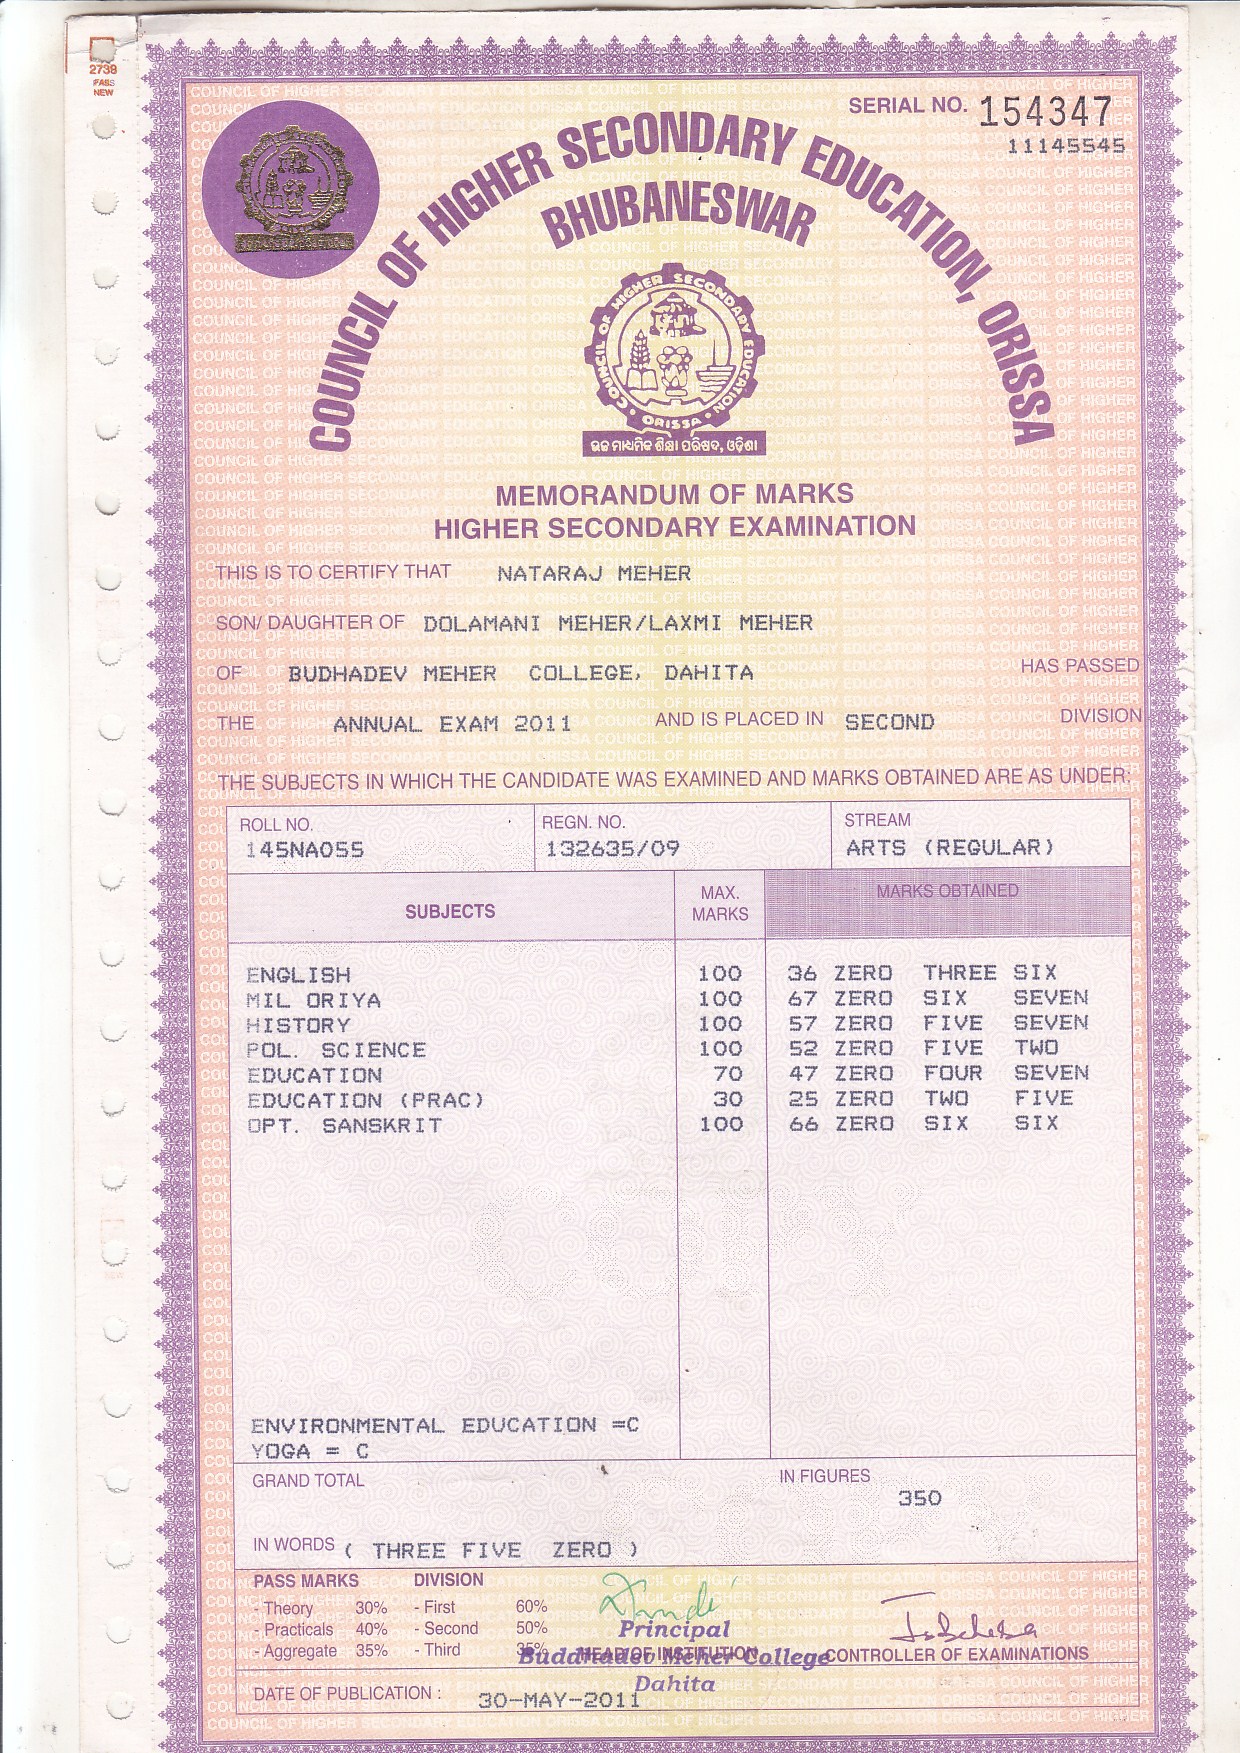 2739
PASS
NEW
SERIAL NO. 154347
11145545
COUNCIL OF HIGHER SECONDARY EDUCATION, ORISSA
BHUBANESWAR
COUNCIL OF HIGHER SECONDARY EDUCATION
• ORISSA •
ଉଚ୍ଚ ମାଧ୍ୟମିକ ଶିକ୍ଷା ପରିଷଦ, ଓଡ଼ିଶା
MEMORANDUM OF MARKS
HIGHER SECONDARY EXAMINATION
THIS IS TO CERTIFY THAT NATARAJ MEHER
SON/ DAUGHTER OF DOLAMANI MEHER/LAXMI MEHER
OF BUDHADEV MEHER COLLEGE, DAHITA HAS PASSED
THE ANNUAL EXAM 2011 AND IS PLACED IN SECOND DIVISION
THE SUBJECTS IN WHICH THE CANDIDATE WAS EXAMINED AND MARKS OBTAINED ARE AS UNDER:
ROLL NO. REGN. NO. STREAM
145NA055 132635/09 ARTS (REGULAR)
SUBJECTS MAX. MARKS MARKS OBTAINED
ENGLISH 100 36 ZERO THREE SIX
MIL ORIYA 100 67 ZERO SIX SEVEN
HISTORY 100 57 ZERO FIVE SEVEN
POL. SCIENCE 100 52 ZERO FIVE TWO
EDUCATION 70 47 ZERO FOUR SEVEN
EDUCATION (PRAC) 30 25 ZERO TWO FIVE
OPT. SANSKRIT 100 66 ZERO SIX SIX
COPY
ENVIRONMENTAL EDUCATION =C
YOGA = C
GRAND TOTAL IN FIGURES
350
IN WORDS ( THREE FIVE ZERO )
PASS MARKS DIVISION
- Theory 30% - First 60%
- Practicals 40% - Second 50%
- Aggregate 35% - Third 35%
Principal
HEAD OF INSTITUTION
Buddhadev Meher College
Dahita
CONTROLLER OF EXAMINATIONS
DATE OF PUBLICATION : 30-MAY-2011